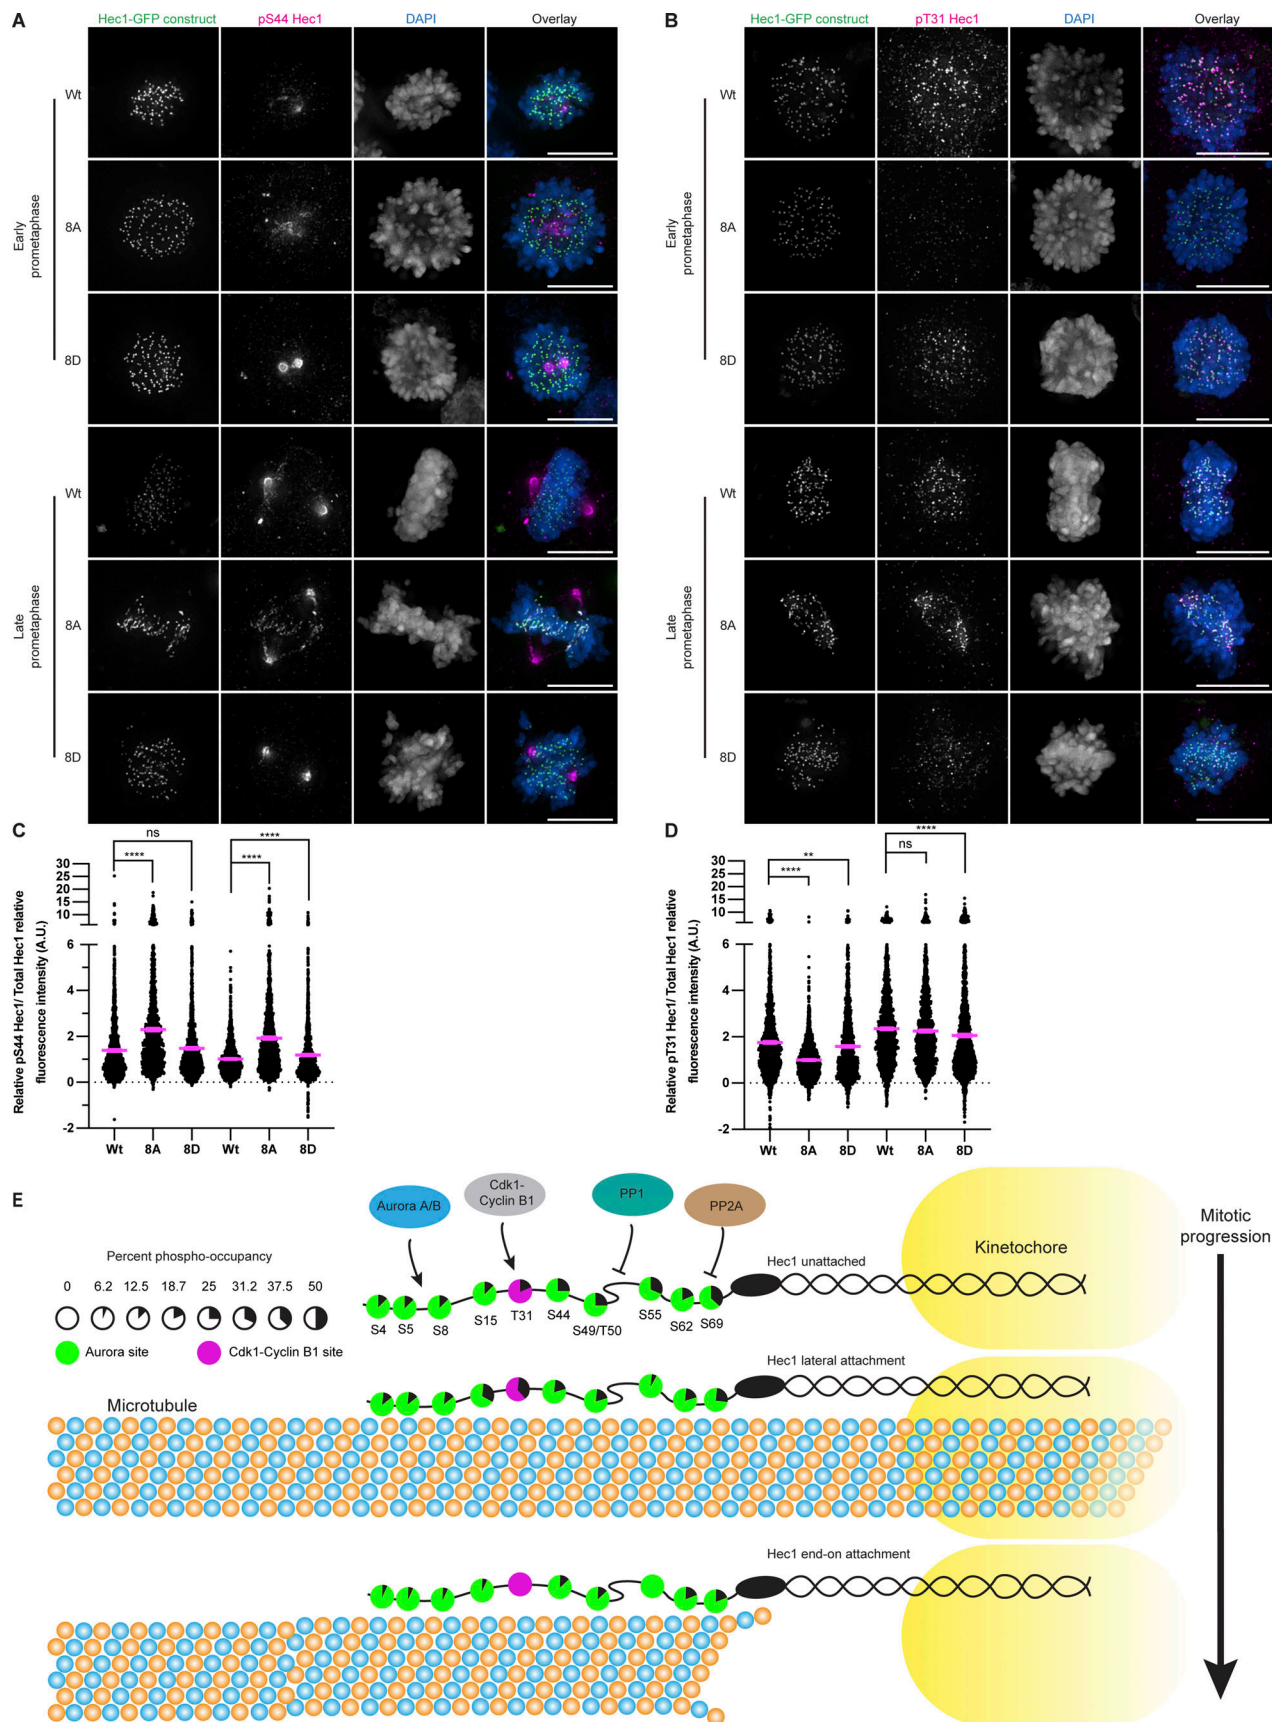 A
Hec1-GFP construct
pS44 Hec1
DAPI
Overlay
Wt
8A
8D
Early
prometaphase
Wt
8A
8D
Late
prometaphase
B
Hec1-GFP construct
pT31 Hec1
DAPI
Overlay
Wt
8A
8D
Early
prometaphase
Wt
8A
8D
Late
prometaphase
C
Relative pS44 Hec1/ Total Hec1 relative
fluorescence intensity (A.U.)
30
25
20
15
10
6
4
2
0
-2
ns
****
****
****
Wt 8A 8D Wt 8A 8D
D
Relative pT31 Hec1/ Total Hec1 relative
fluorescence intensity (A.U.)
30
25
20
15
10
6
4
2
0
-2
**
****
****
ns
Wt 8A 8D Wt 8A 8D
E
Aurora A/B
Cdk1-
Cyclin B1
PP1
PP2A
Kinetochore
Mitotic
progression
Percent phospho-occupancy
0 6.2 12.5 18.7 25 31.2 37.5 50
Aurora site
Cdk1-Cyclin B1 site
Hec1 unattached
S4 S5 S8 S15 T31 S44 S49/T50 S55 S62 S69
Hec1 lateral attachment
Microtubule
Hec1 end-on attachment